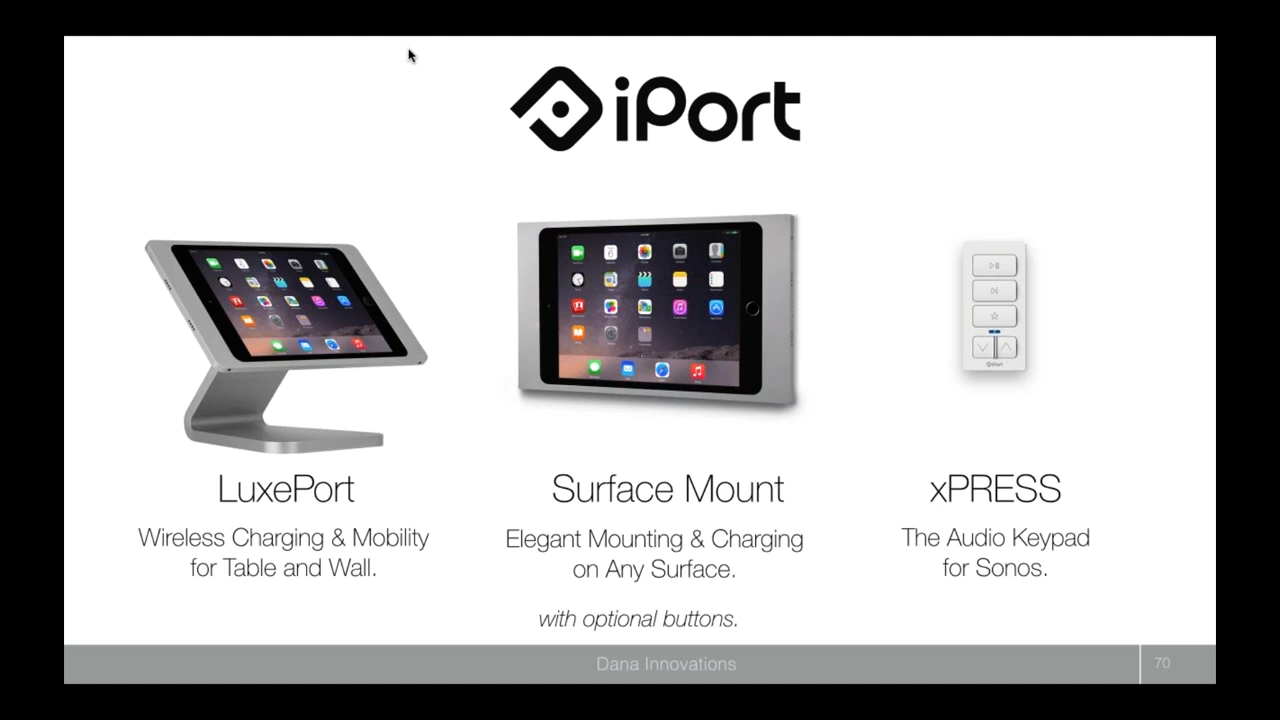 iPort
LuxePort
Wireless Charging & Mobility
for Table and Wall.
Surface Mount
Elegant Mounting & Charging
on Any Surface.
with optional buttons.
xPRESS
The Audio Keypad
for Sonos.
iPort
Dana Innovations
70